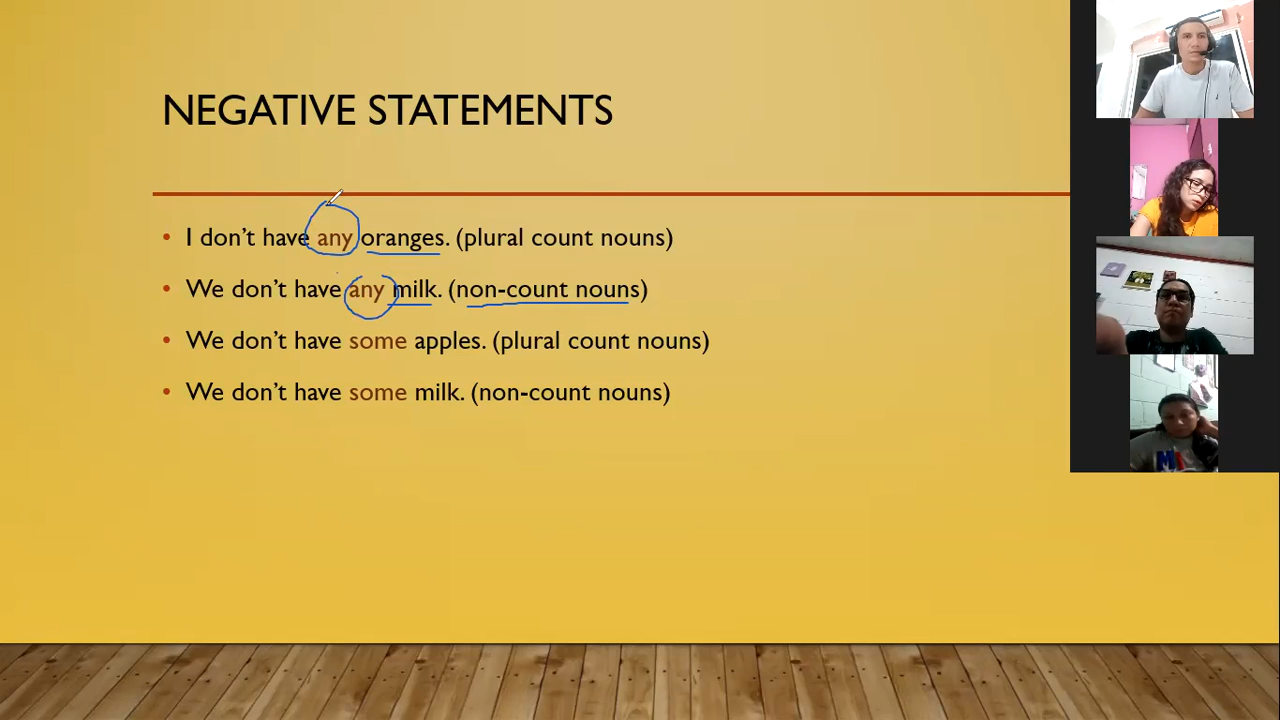 NEGATIVE STATEMENTS
• I don't have any oranges. (plural count nouns)
• We don't have any milk. (non-count nouns)
• We don't have some apples. (plural count nouns)
• We don't have some milk. (non-count nouns)